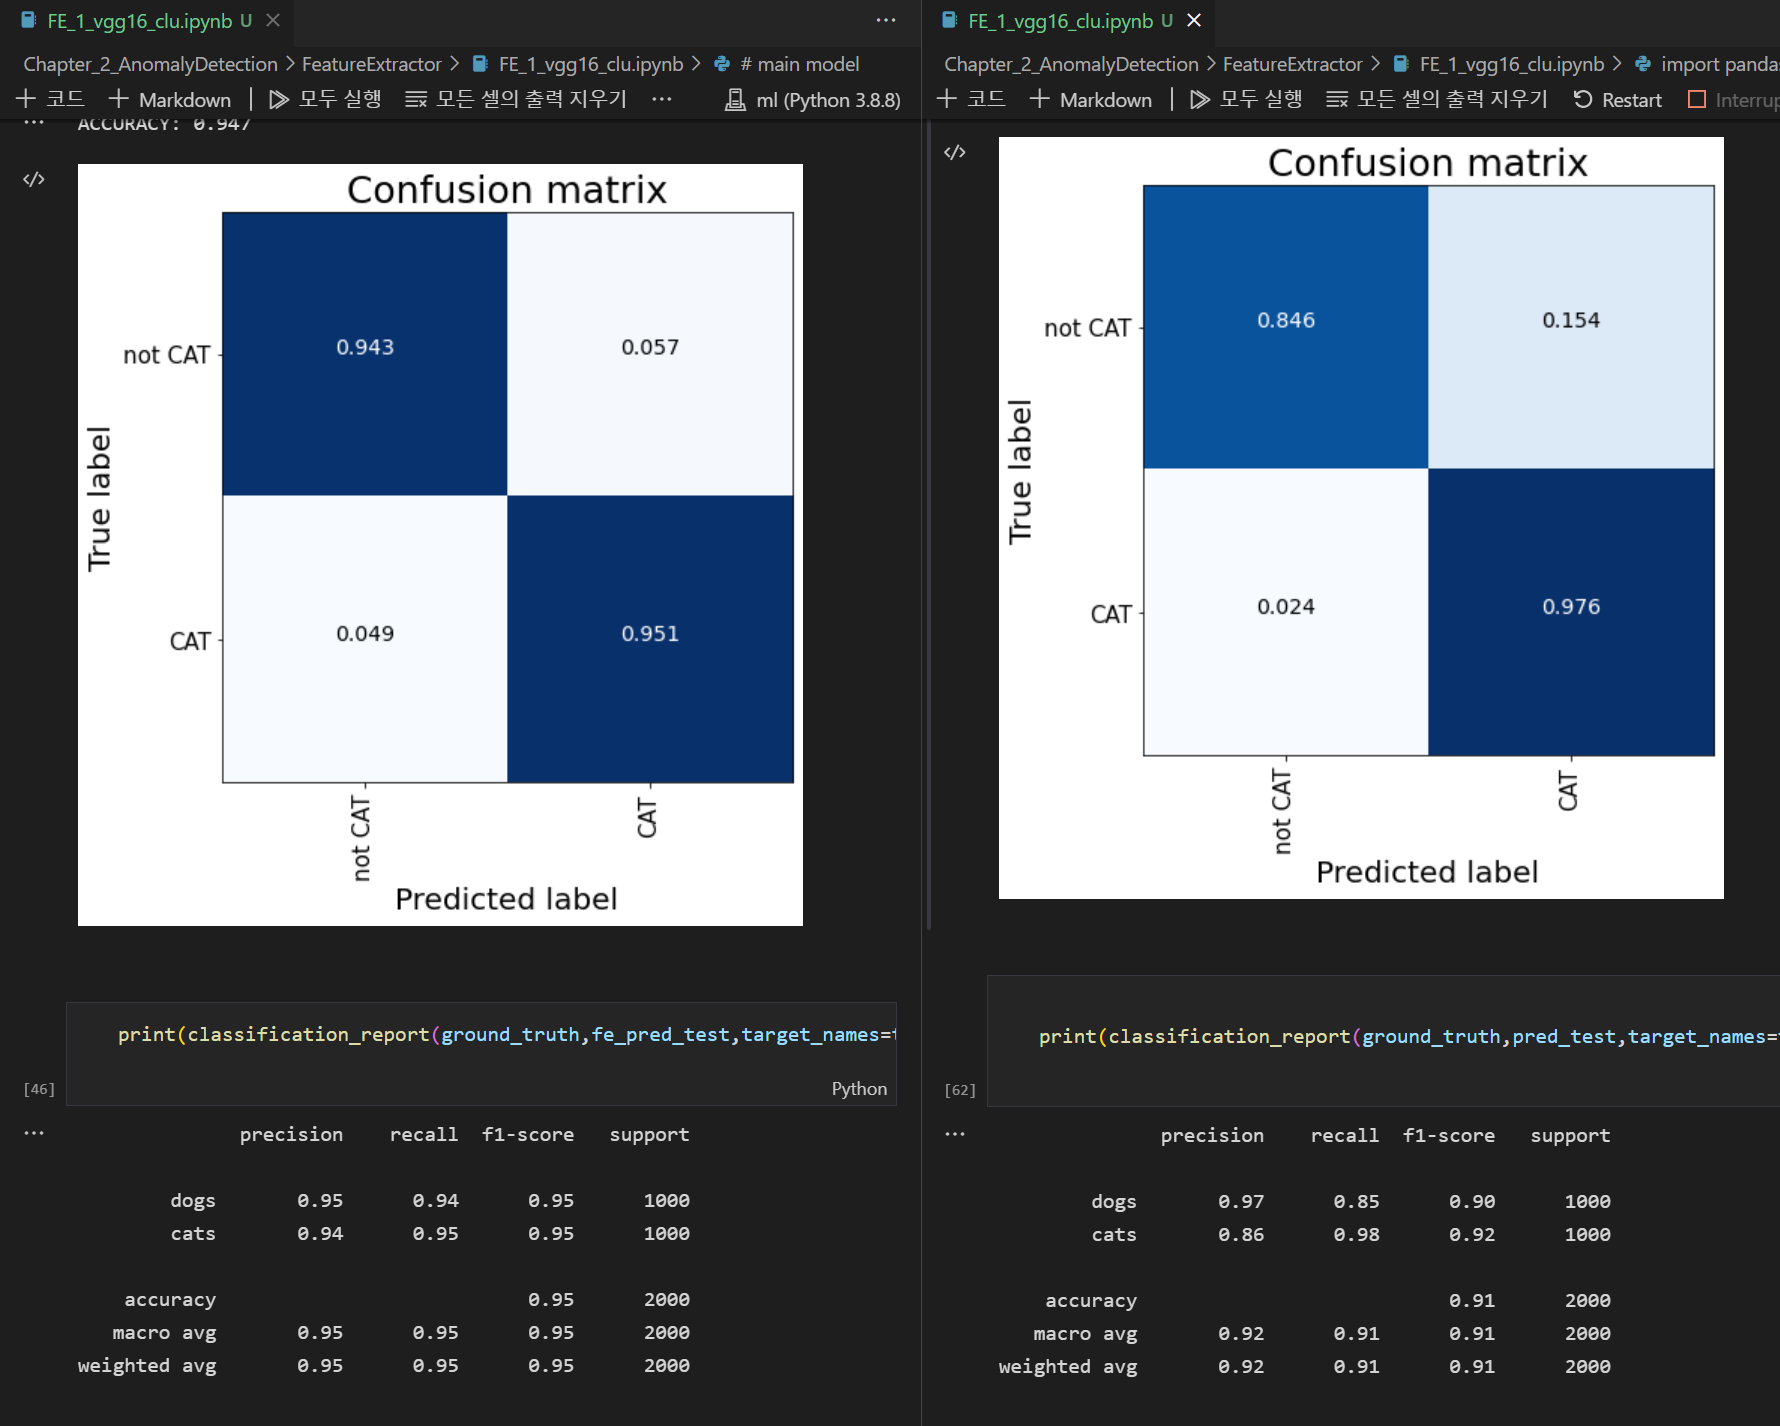 FE_1_vgg16_clu.ipynb U
Chapter_2_AnomalyDetection > FeatureExtractor > FE_1_vgg16_clu.ipynb > # main model
+ 코드 + Markdown | 모두 실행 모든 셀의 출력 지우기 ... ml (Python 3.8.8)
ACCURACY: 0.947
Confusion matrix
not CAT 0.943 0.057
True label
CAT 0.049 0.951
not CAT CAT
Predicted label
print(classification_report(ground_truth,fe_pred_test,target_names=t
[46] Python
precision recall f1-score support
dogs 0.95 0.94 0.95 1000
cats 0.94 0.95 0.95 1000
accuracy 0.95 2000
macro avg 0.95 0.95 0.95 2000
weighted avg 0.95 0.95 0.95 2000
FE_1_vgg16_clu.ipynb U
Chapter_2_AnomalyDetection > FeatureExtractor > FE_1_vgg16_clu.ipynb > import panda
+ 코드 + Markdown | 모두 실행 모든 셀의 출력 지우기 Restart Interrup
Confusion matrix
not CAT 0.846 0.154
True label
CAT 0.024 0.976
not CAT CAT
Predicted label
print(classification_report(ground_truth,pred_test,target_names=
[62]
precision recall f1-score support
dogs 0.97 0.85 0.90 1000
cats 0.86 0.98 0.92 1000
accuracy 0.91 2000
macro avg 0.92 0.91 0.91 2000
weighted avg 0.92 0.91 0.91 2000